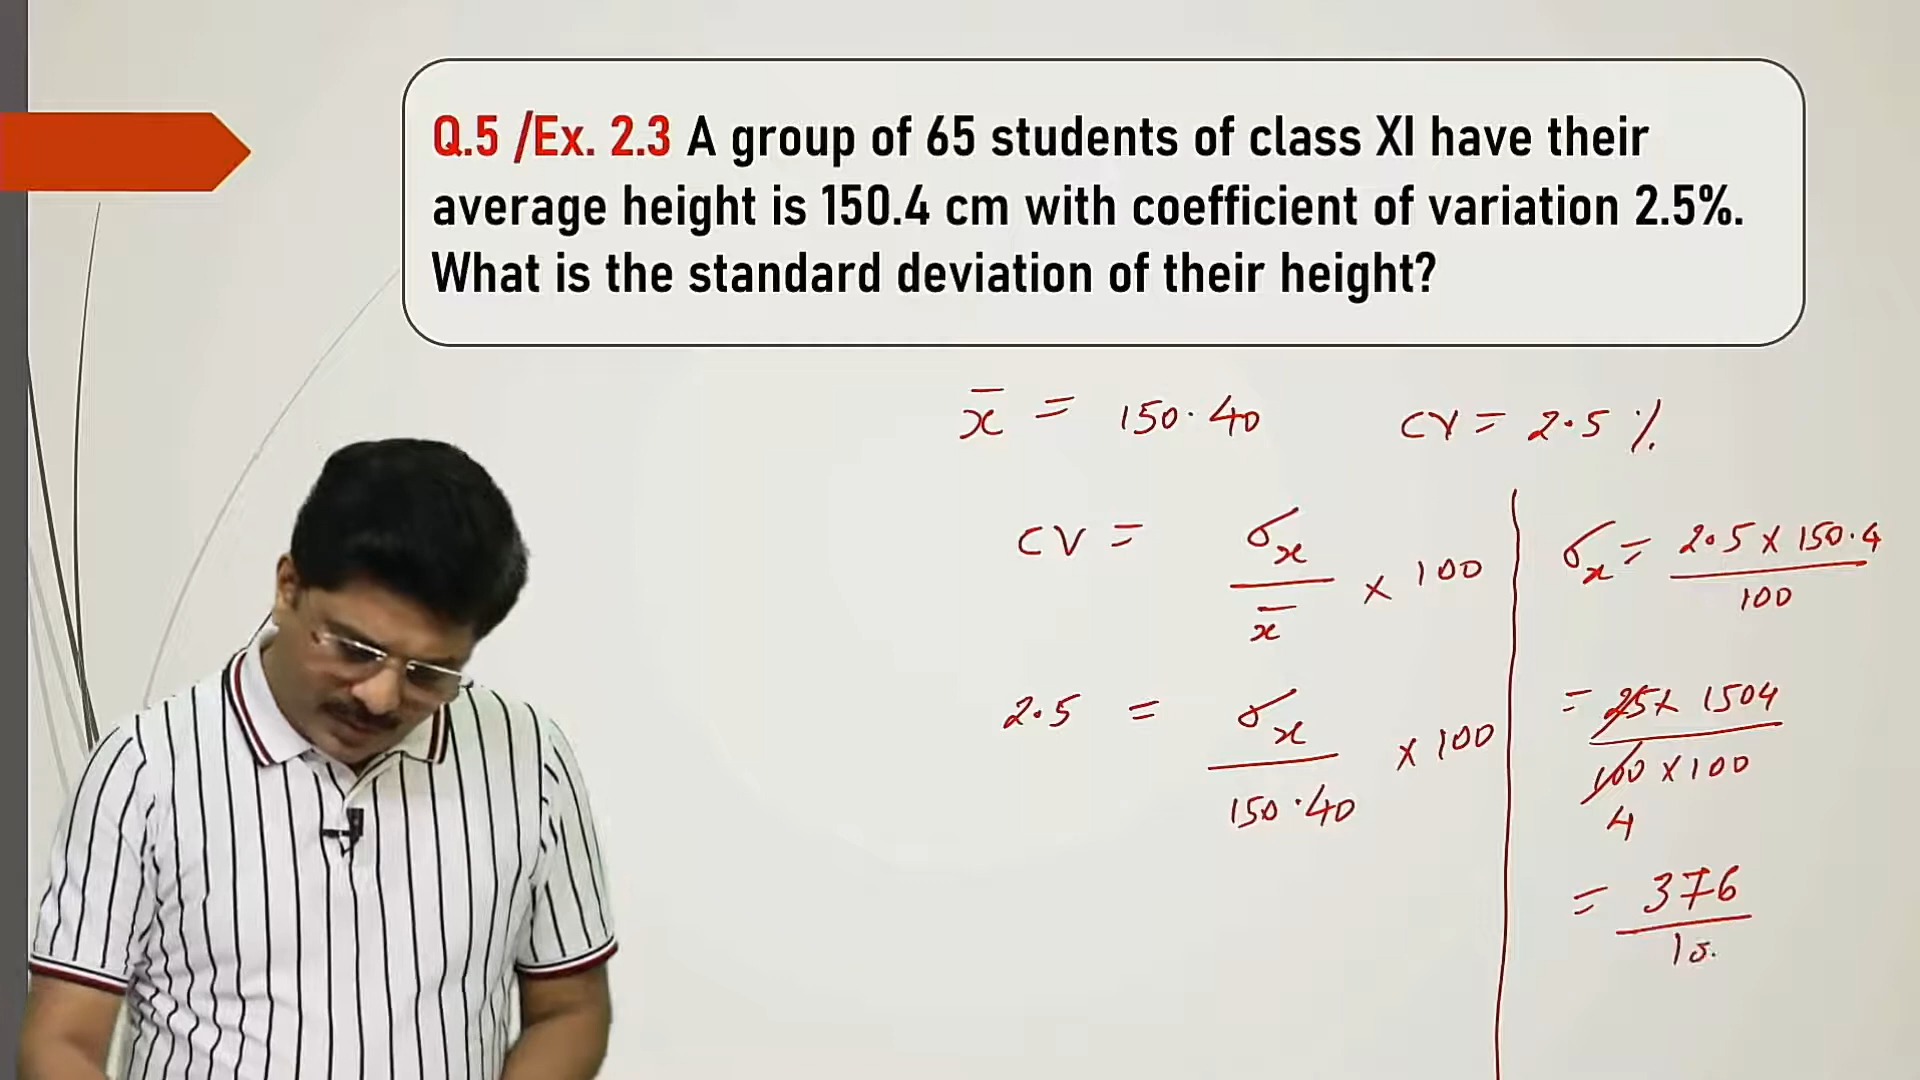 Q.5 /Ex. 2.3 A group of 65 students of class XI have their
average height is 150.4 cm with coefficient of variation 2.5%.
What is the standard deviation of their height?
x̄ = 150.40 CV = 2.5 %
CV = σx / x̄ × 100
2.5 = σx / 150.40 × 100
σx = 2.5 × 150.4 / 100
= 25 × 1504 / 100 × 100
4
= 376 / 10